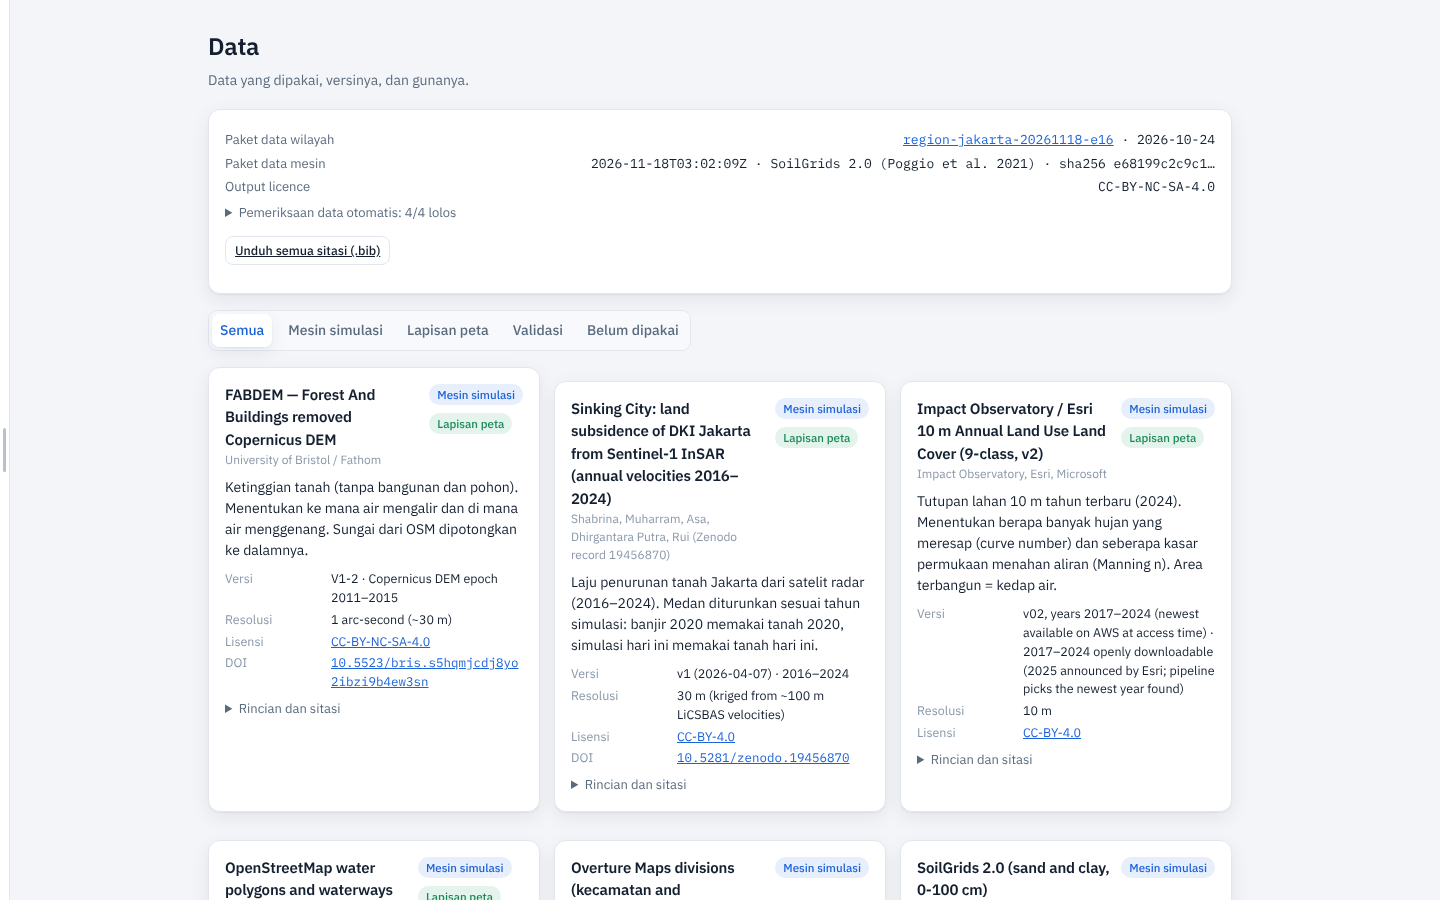 Data
Data yang dipakai, versinya, dan gunanya.
Paket data wilayah
region-jakarta-20261118-e16 · 2026-10-24
Paket data mesin
2026-11-18T03:02:09Z · SoilGrids 2.0 (Poggio et al. 2021) · sha256 e68199c2c9c1…
Output licence
CC-BY-NC-SA-4.0
Pemeriksaan data otomatis: 4/4 lolos
Unduh semua sitasi (.bib)
Semua
Mesin simulasi
Lapisan peta
Validasi
Belum dipakai
FABDEM — Forest And
Buildings removed
Copernicus DEM
Mesin simulasi
Lapisan peta
University of Bristol / Fathom
Ketinggian tanah (tanpa bangunan dan pohon).
Menentukan ke mana air mengalir dan di mana
air menggenang. Sungai dari OSM dipotongkan
ke dalamnya.
Versi
V1-2 · Copernicus DEM epoch
2011–2015
Resolusi
1 arc-second (~30 m)
Lisensi
CC-BY-NC-SA-4.0
DOI
10.5523/bris.s5hqmjcdj8yo
2ibzi9b4ew3sn
Rincian dan sitasi
Sinking City: land
subsidence of DKI Jakarta
from Sentinel-1 InSAR
(annual velocities 2016–
2024)
Mesin simulasi
Lapisan peta
Shabrina, Muharram, Asa,
Dhirgantara Putra, Rui (Zenodo
record 19456870)
Laju penurunan tanah Jakarta dari satelit radar
(2016–2024). Medan diturunkan sesuai tahun
simulasi: banjir 2020 memakai tanah 2020,
simulasi hari ini memakai tanah hari ini.
Versi
v1 (2026-04-07) · 2016–2024
Resolusi
30 m (kriged from ~100 m
LiCSBAS velocities)
Lisensi
CC-BY-4.0
DOI
10.5281/zenodo.19456870
Rincian dan sitasi
Impact Observatory / Esri
10 m Annual Land Use Land
Cover (9-class, v2)
Mesin simulasi
Lapisan peta
Impact Observatory, Esri, Microsoft
Tutupan lahan 10 m tahun terbaru (2024).
Menentukan berapa banyak hujan yang
meresap (curve number) dan seberapa kasar
permukaan menahan aliran (Manning n). Area
terbangun = kedap air.
Versi
v02, years 2017–2024 (newest
available on AWS at access time) ·
2017–2024 openly downloadable
(2025 announced by Esri; pipeline
picks the newest year found)
Resolusi
10 m
Lisensi
CC-BY-4.0
Rincian dan sitasi
OpenStreetMap water
polygons and waterways
Mesin simulasi
Lapisan peta
Overture Maps divisions
(kecamatan and
Mesin simulasi
SoilGrids 2.0 (sand and clay,
0-100 cm)
Mesin simulasi